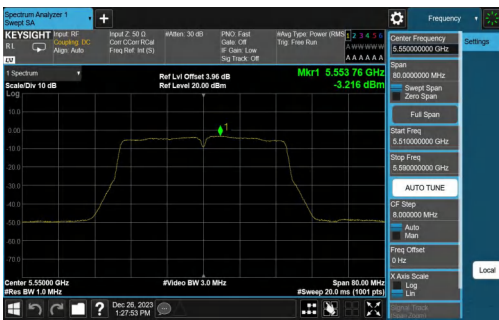 Spectrum Analyzer 1
Swept SA
Frequency
KEYSIGHT
Input: RF
Coupling: DC
Align: Auto
Input Z: 50 Ω
Corr CCorr RCal
Freq Ref: Int (S)
#Atten: 30 dB
PNO: Fast
Gate: Off
IF Gain: Low
Sig Track: Off
#Avg Type: Power (RMS
Trig: Free Run
1 2 3 4 5 6
A W W W W W
A A A A A A
RL
LV
1 Spectrum
Scale/Div 10 dB
Log
Ref Lvl Offset 3.96 dB
Ref Level 20.00 dBm
Mkr1 5.553 76 GHz
-3.216 dBm
10.0
0.00
-10.0
-20.0
-30.0
-40.0
-50.0
-60.0
-70.0
1
Center 5.55000 GHz
#Res BW 1.0 MHz
#Video BW 3.0 MHz
Span 80.00 MHz
#Sweep 20.0 ms (1001 pts)
Dec 26, 2023
1:27:53 PM
Center Frequency
5.550000000 GHz
Settings
Span
80.0000000 MHz
Swept Span
Zero Span
Full Span
Start Freq
5.510000000 GHz
Stop Freq
5.590000000 GHz
AUTO TUNE
CF Step
8.000000 MHz
Auto
Man
Freq Offset
0 Hz
X Axis Scale
Log
Lin
Local
Signal Track